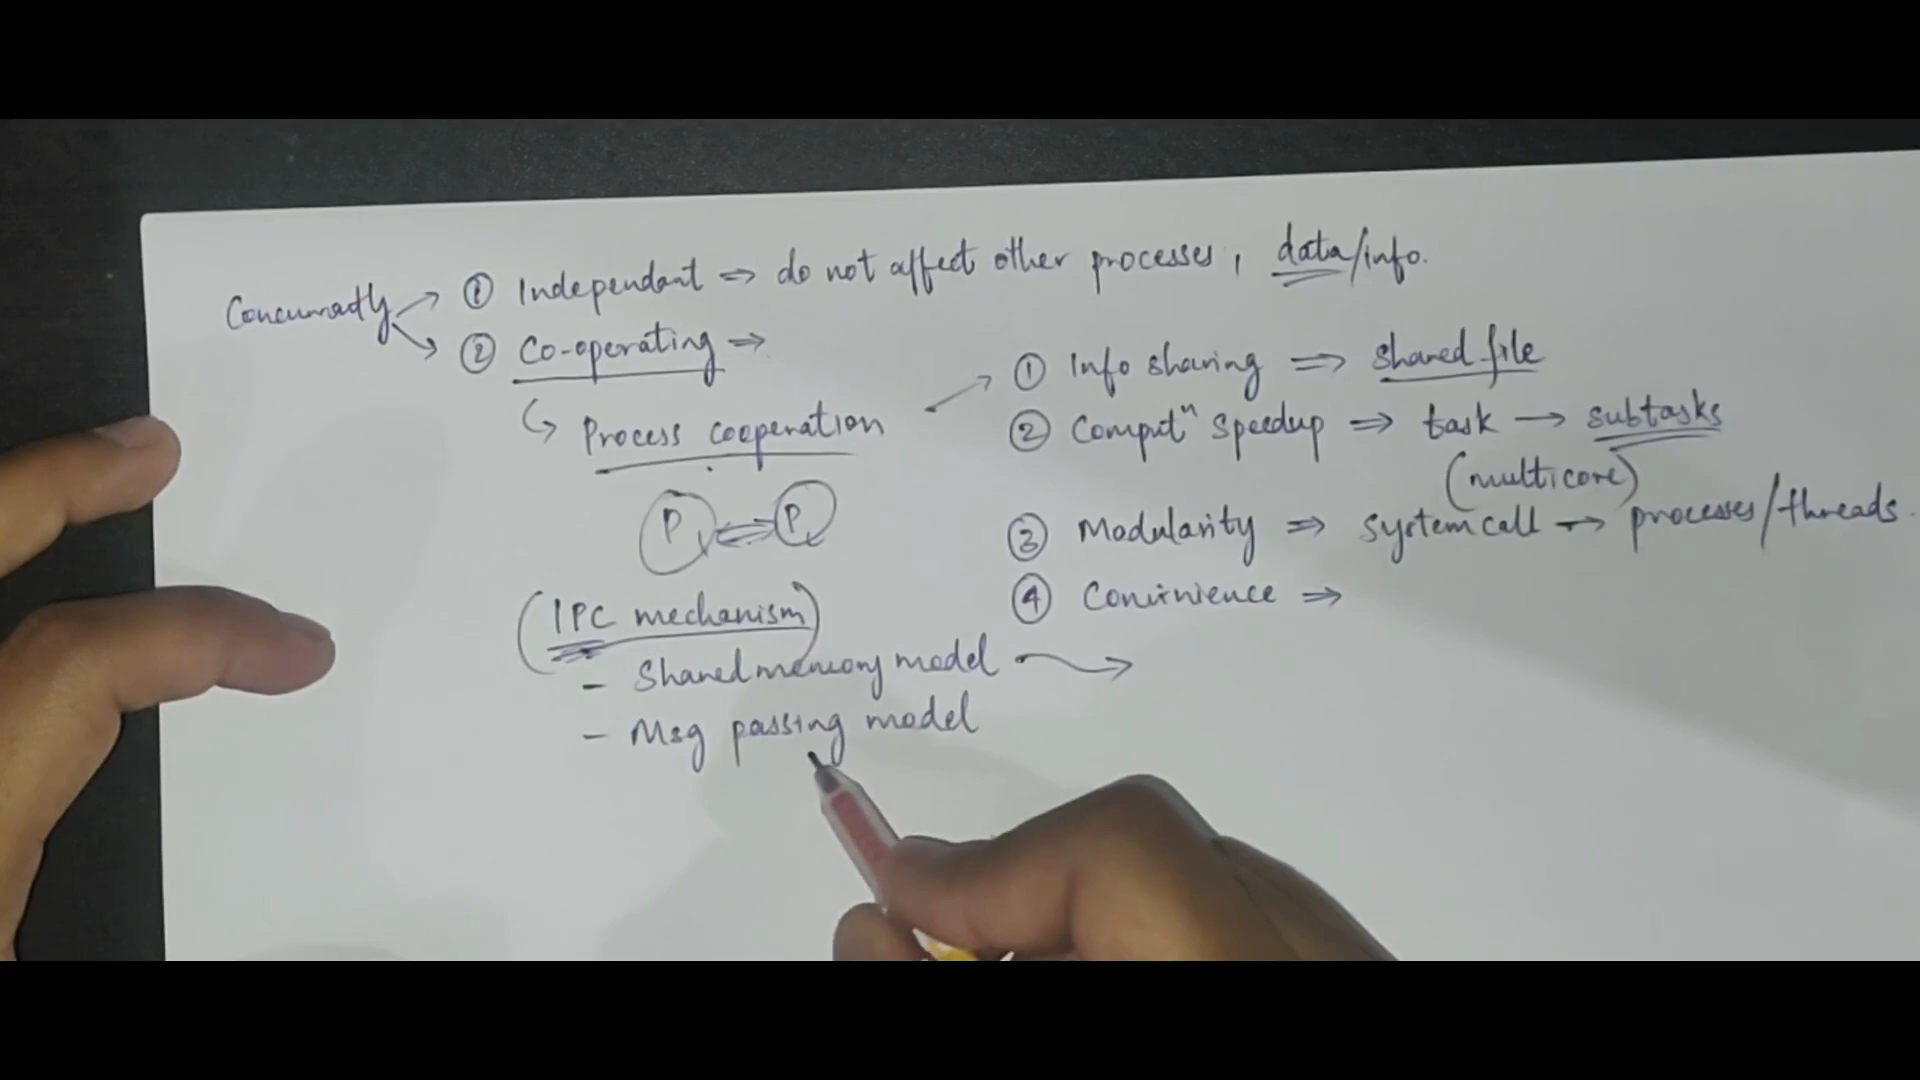 Concurrently
① Independant ⇒ do not affect other processes, data/info.
② Co-operating ⇒
↳ Process cooperation
① Info sharing ⇒ shared file
② Computⁿ Speedup ⇒ task → subtasks
(multicore)
③ Modularity ⇒ system call → processes/threads.
④ Convinience ⇒
P P
(IPC mechanism)
- Shared memory model →
- Msg passing model